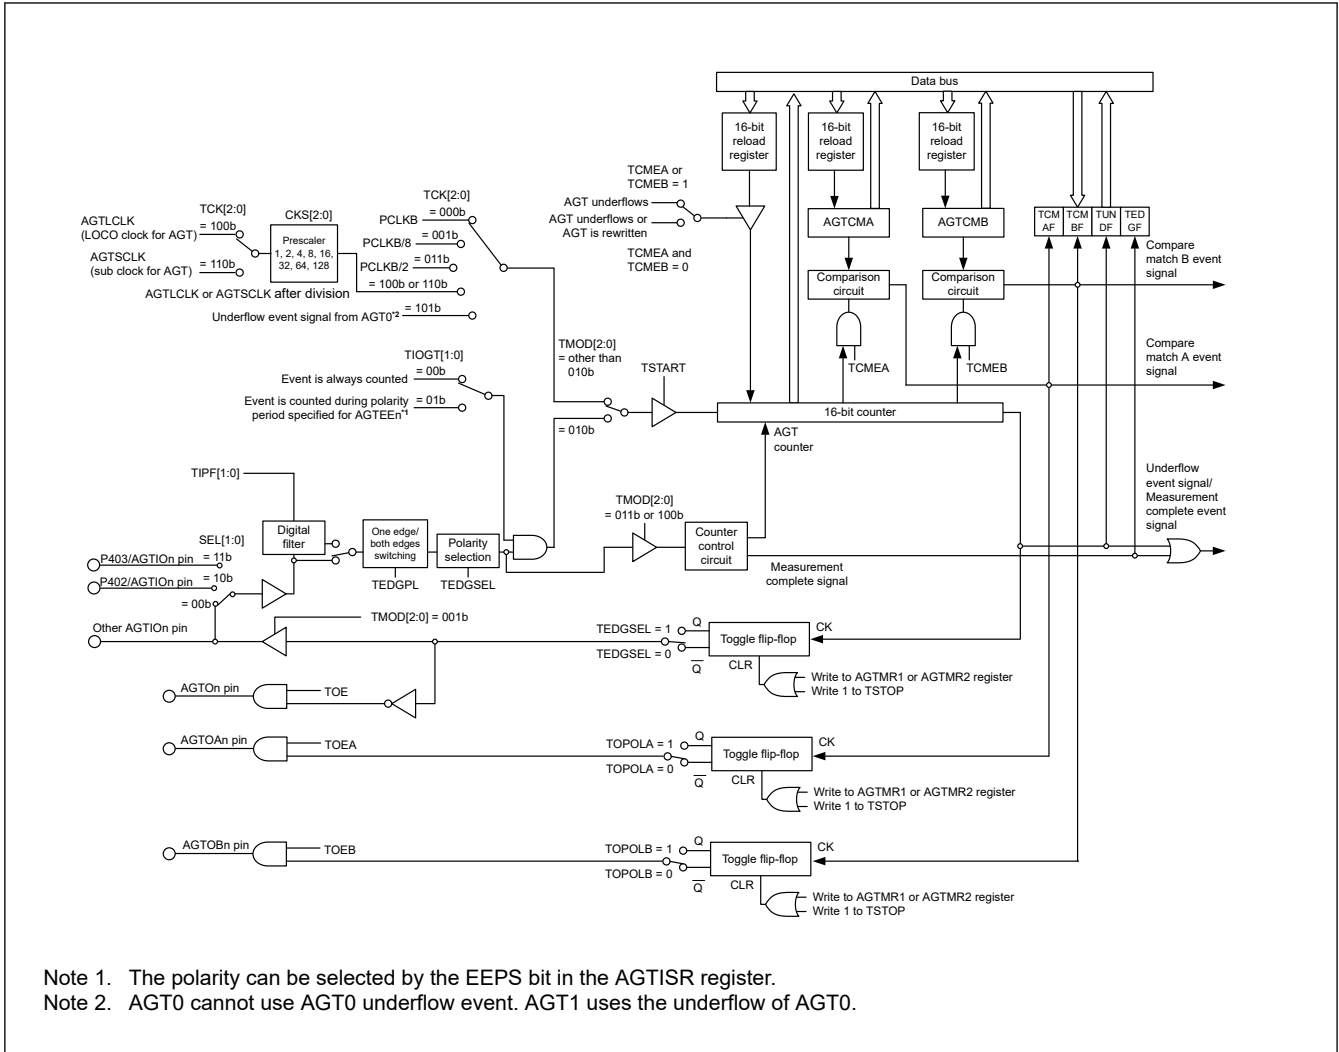 Data bus
16-bit
reload
register
16-bit
reload
register
16-bit
reload
register
TCMEA or
TCMEB = 1
AGT underflows
AGT underflows or
AGT is rewritten
TCMEA and
TCMEB = 0
AGTCMA
AGTCMB
TCM
AF
TCM
BF
TUN
DF
TED
GF
Comparison
circuit
Comparison
circuit
Compare
match B event
signal
TCK[2:0]
CKS[2:0]
TCK[2:0]
AGTLCLK
(LOCO clock for AGT)
= 100b
AGTSCLK
(sub clock for AGT)
= 110b
Prescaler
1, 2, 4, 8, 16,
32, 64, 128
PCLKB
= 000b
PCLKB/8
= 001b
PCLKB/2
= 011b
= 100b or 110b
AGTLCLK or AGTSCLK after division
Underflow event signal from AGT0*2
= 101b
TMOD[2:0]
= other than
010b
TSTART
TCMEA
TCMEB
Compare
match A event
signal
TIOGT[1:0]
Event is always counted
= 00b
Event is counted during polarity
period specified for AGTEEn*1
= 01b
= 010b
16-bit counter
AGT
counter
TIPF[1:0]
Digital
filter
One edge/
both edges
switching
Polarity
selection
TEDGPL
TEDGSEL
TMOD[2:0]
= 011b or 100b
Counter
control
circuit
Measurement
complete signal
Underflow
event signal/
Measurement
complete event
signal
SEL[1:0]
P403/AGTIOn pin
= 11b
P402/AGTIOn pin
= 10b
= 00b
Other AGTIOn pin
TMOD[2:0] = 001b
TEDGSEL = 1
TEDGSEL = 0
Q
Q
Toggle flip-flop
CK
CLR
Write to AGTMR1 or AGTMR2 register
Write 1 to TSTOP
AGTOn pin
TOE
AGTOAn pin
TOEA
TOPOLA = 1
TOPOLA = 0
Q
Q
Toggle flip-flop
CK
CLR
Write to AGTMR1 or AGTMR2 register
Write 1 to TSTOP
AGTOBn pin
TOEB
TOPOLB = 1
TOPOLB = 0
Q
Q
Toggle flip-flop
CK
CLR
Write to AGTMR1 or AGTMR2 register
Write 1 to TSTOP
Note 1. The polarity can be selected by the EEPS bit in the AGTISR register.
Note 2. AGT0 cannot use AGT0 underflow event. AGT1 uses the underflow of AGT0.